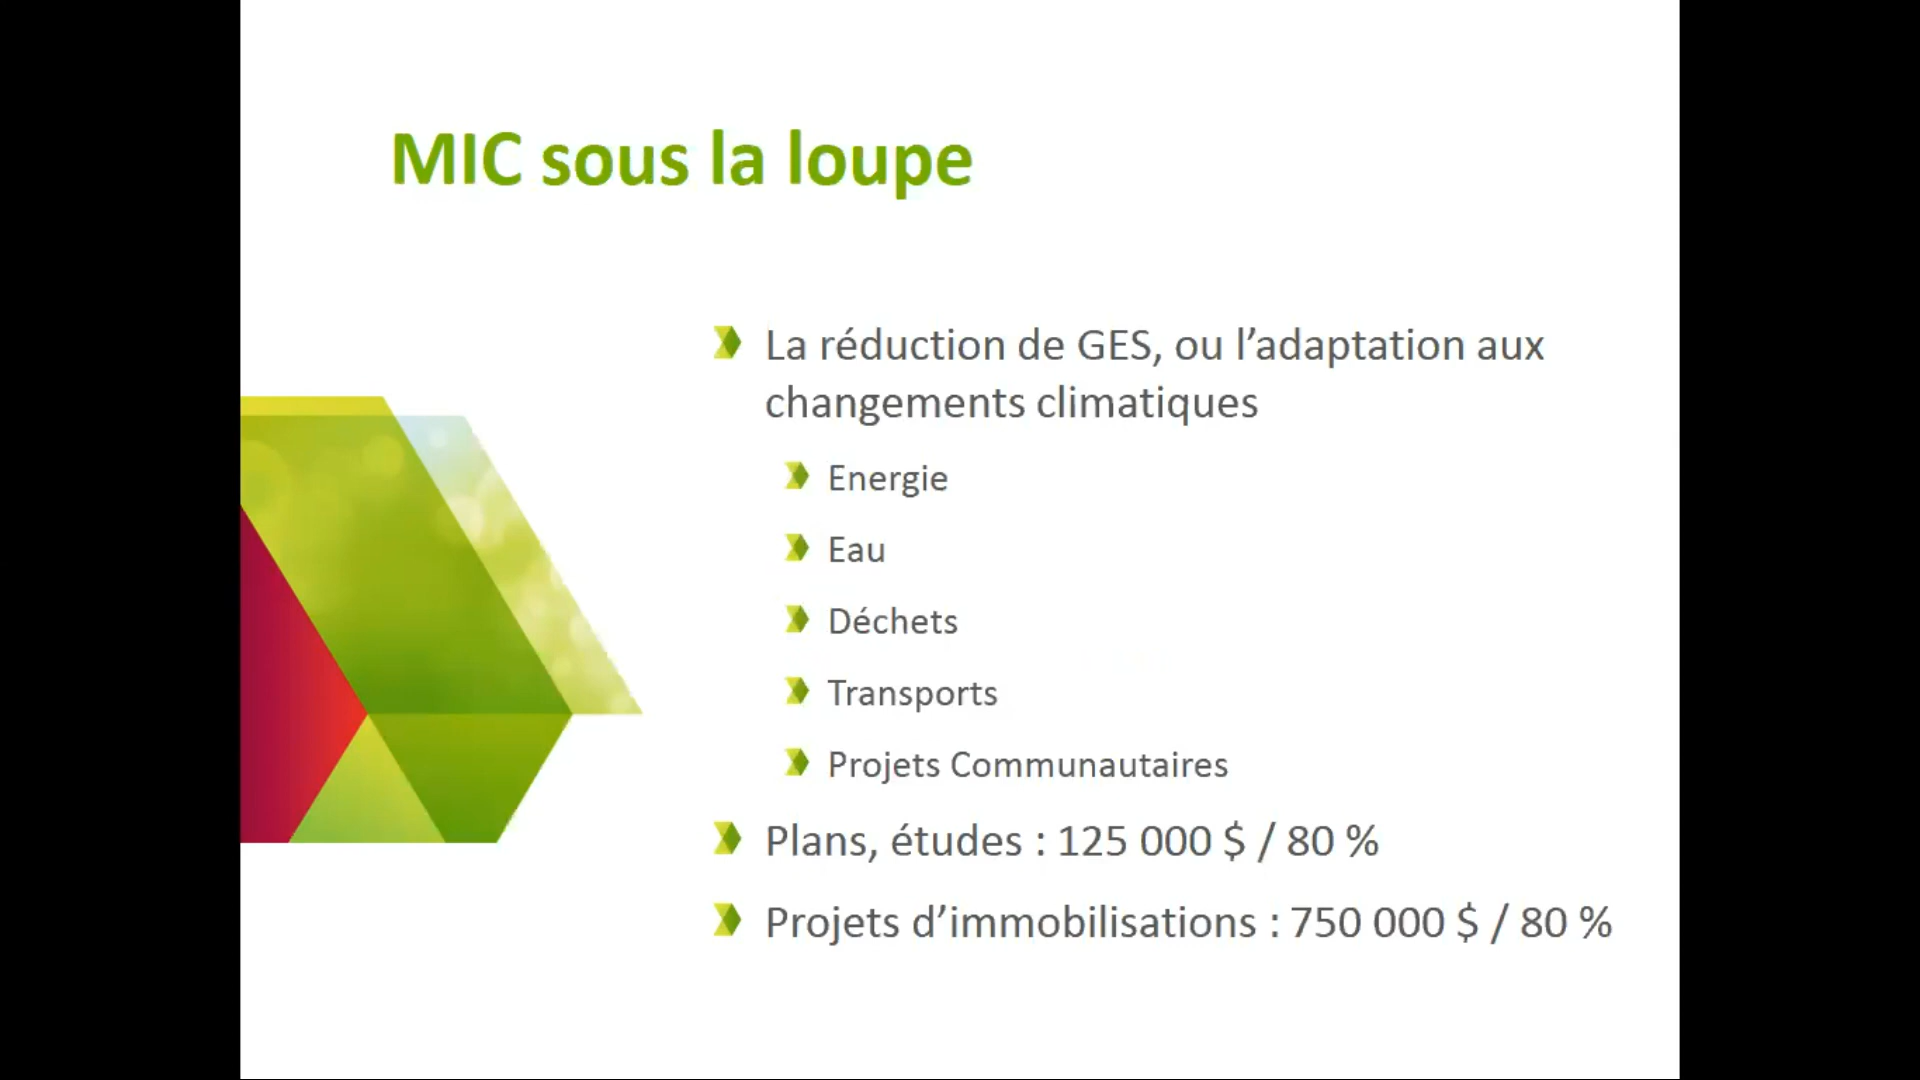 MIC sous la loupe
La réduction de GES, ou l’adaptation aux
changements climatiques
Energie
Eau
Déchets
Transports
Projets Communautaires
Plans, études : 125 000 $ / 80 %
Projets d’immobilisations : 750 000 $ / 80 %